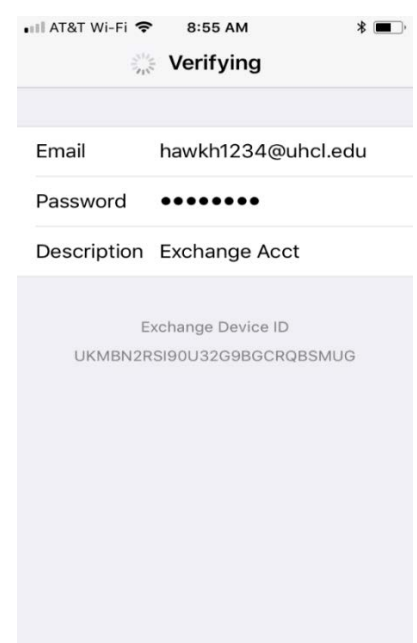 AT&T Wi-Fi 8:55 AM
Verifying
Email hawkh1234@uhcl.edu
Password ••••••••
Description Exchange Acct
Exchange Device ID
UKMBN2RSI90U32G9BGCRQBSMUG